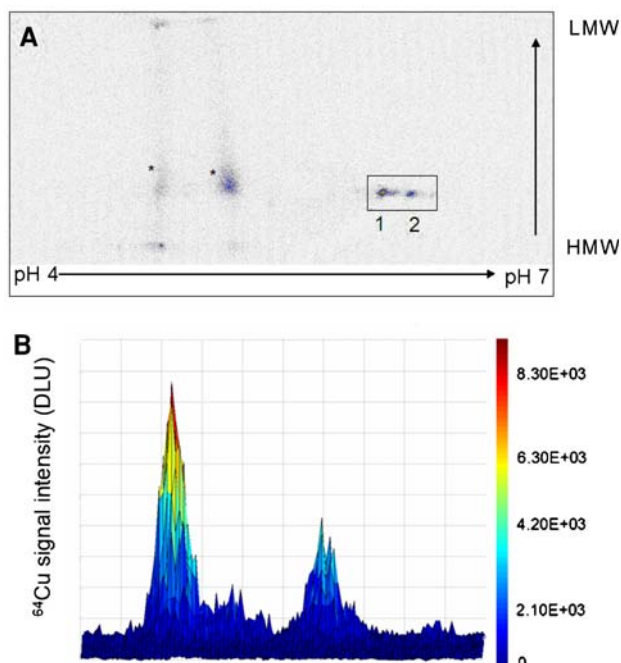 A
LMW
*
*
1 2
HMW
pH 4
pH 7
B
⁶⁴Cu signal intensity (DLU)
8.30E+03
6.30E+03
4.20E+03
2.10E+03
0